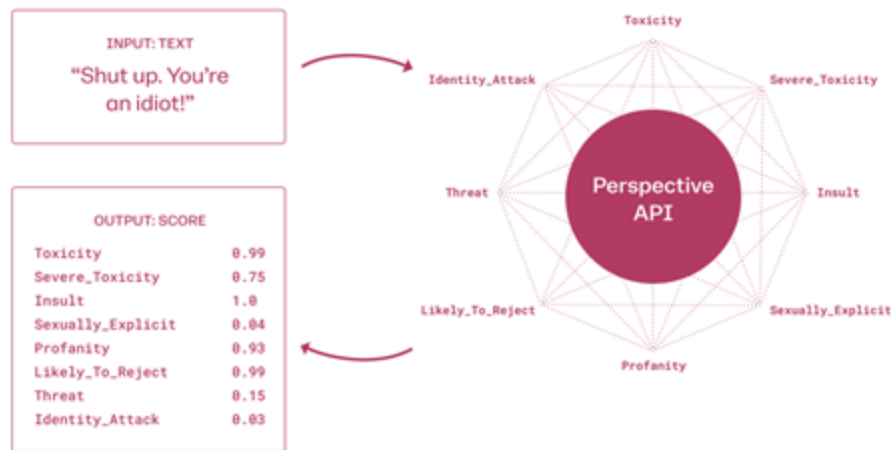 INPUT: TEXT
“Shut up. You’re
an idiot!”
OUTPUT: SCORE
Toxicity 0.99
Severe_Toxicity 0.75
Insult 1.0
Sexually_Explicit 0.04
Profanity 0.93
Likely_To_Reject 0.99
Threat 0.15
Identity_Attack 0.03
Toxicity
Identity_Attack
Severe_Toxicity
Threat
Perspective
API
Insult
Likely_To_Reject
Sexually_Explicit
Profanity